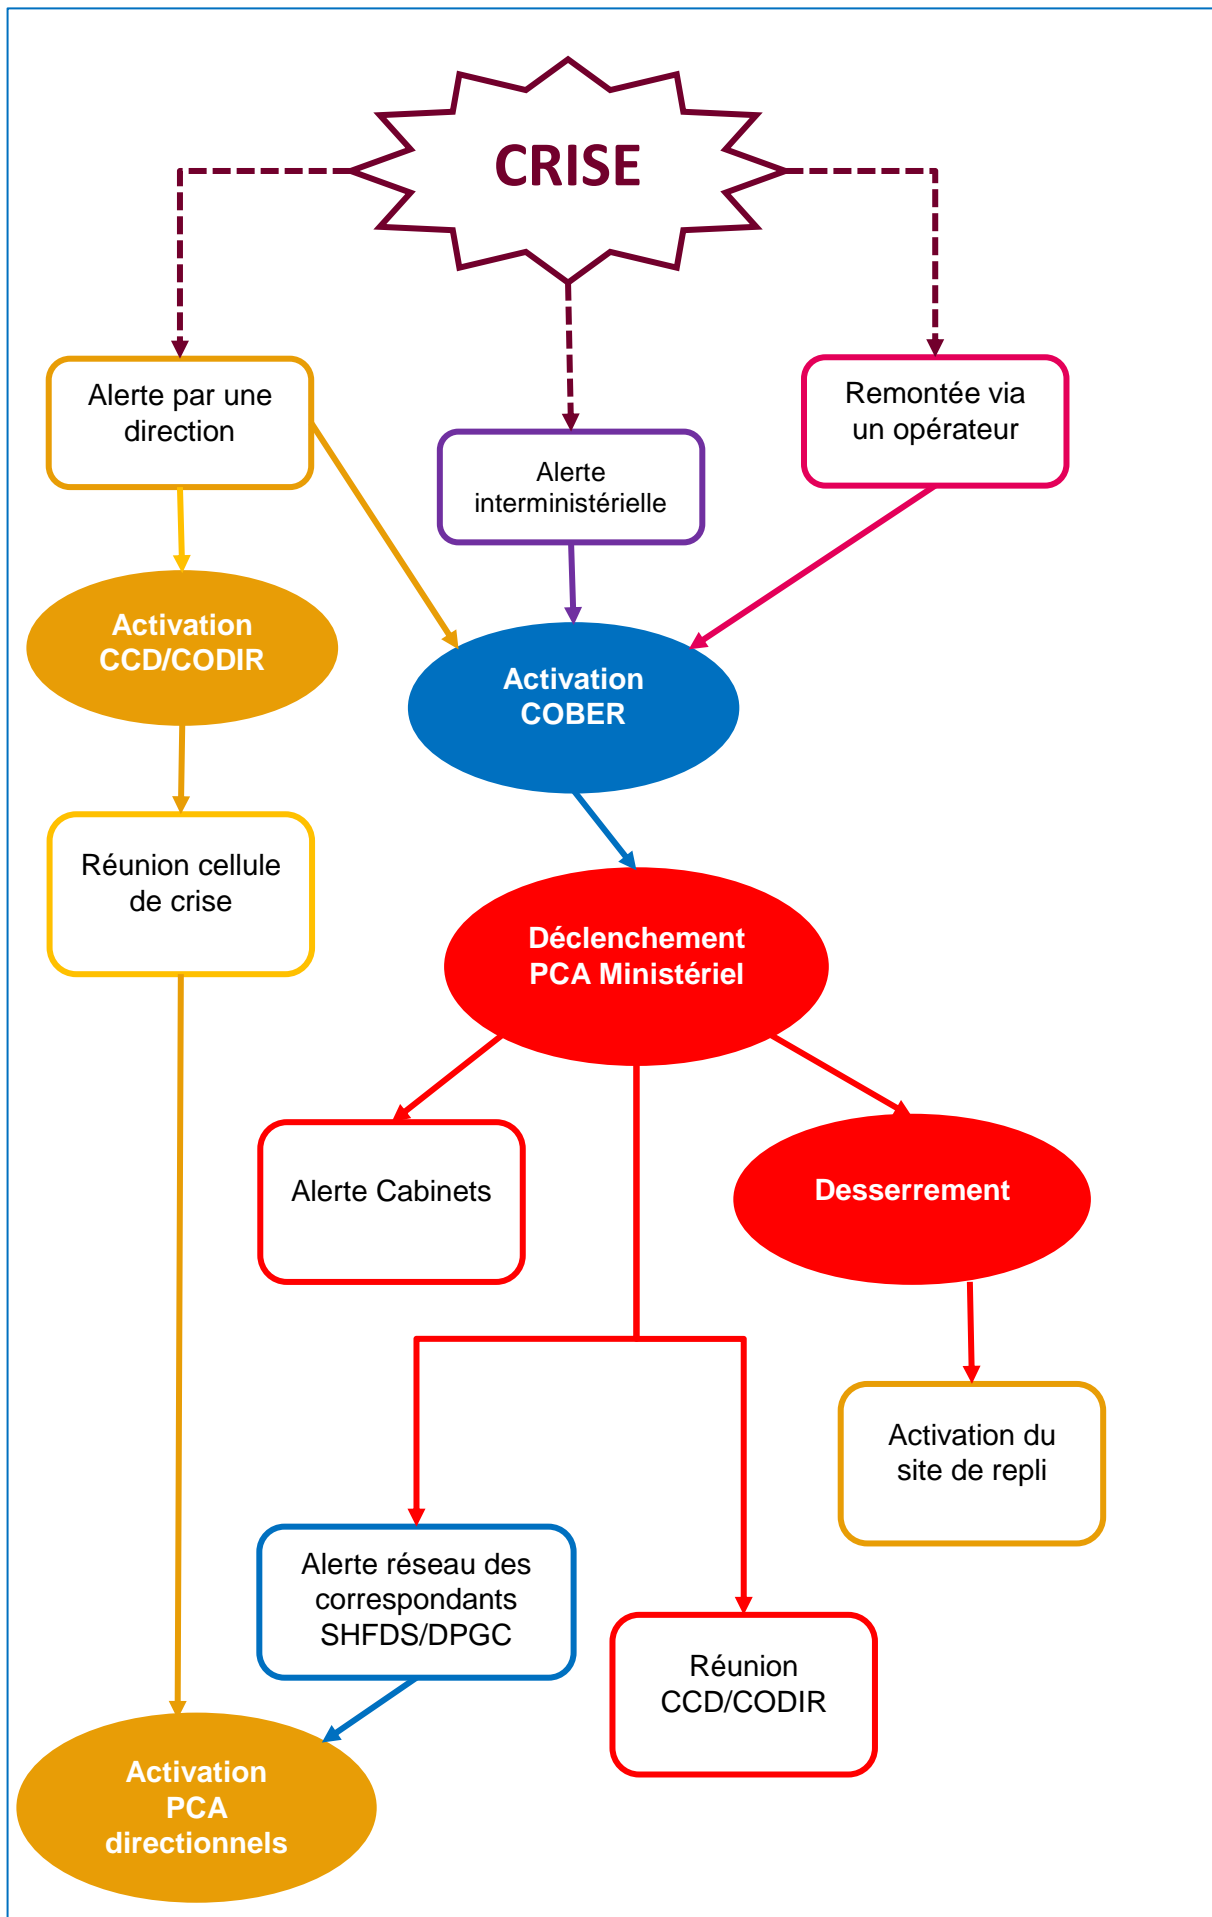 CRISE
Alerte par une
direction
Remontée via
un opérateur
Alerte
interministérielle
Activation
CCD/CODIR
Activation
COBER
Réunion cellule
de crise
Déclenchement
PCA Ministériel
Alerte Cabinets
Desserrement
Activation du
site de repli
Alerte réseau des
correspondants
SHFDS/DPGC
Réunion
CCD/CODIR
Activation
PCA
directionnels